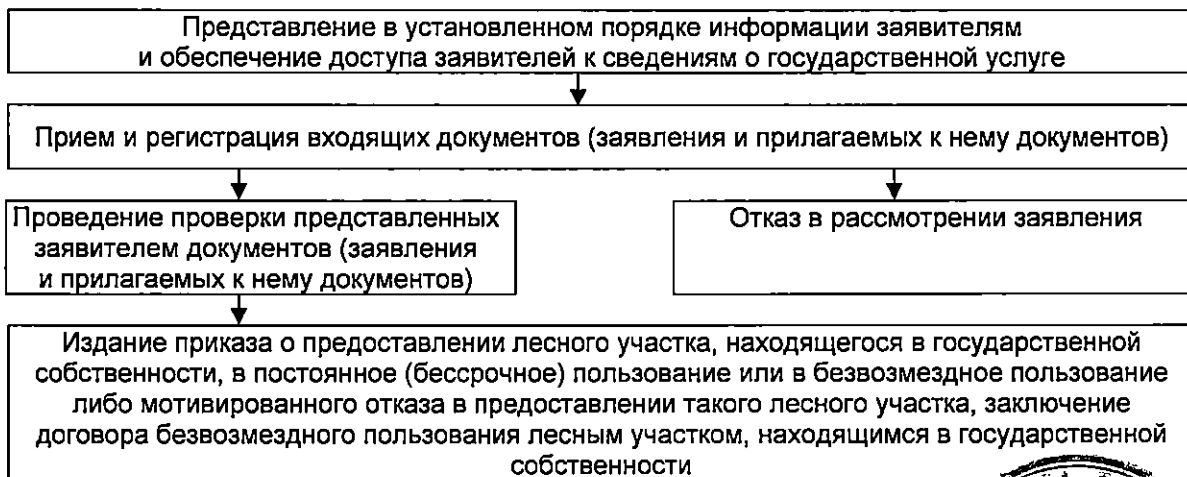 Представление в установленном порядке информации заявителям
и обеспечение доступа заявителей к сведениям о государственной услуге
Прием и регистрация входящих документов (заявления и прилагаемых к нему документов)
Проведение проверки представленных
заявителем документов (заявления
и прилагаемых к нему документов)
Отказ в рассмотрении заявления
Издание приказа о предоставлении лесного участка, находящегося в государственной
собственности, в постоянное (бессрочное) пользование или в безвозмездное пользование
либо мотивированного отказа в предоставлении такого лесного участка, заключение
договора безвозмездного пользования лесным участком, находящимся в государственной
собственности